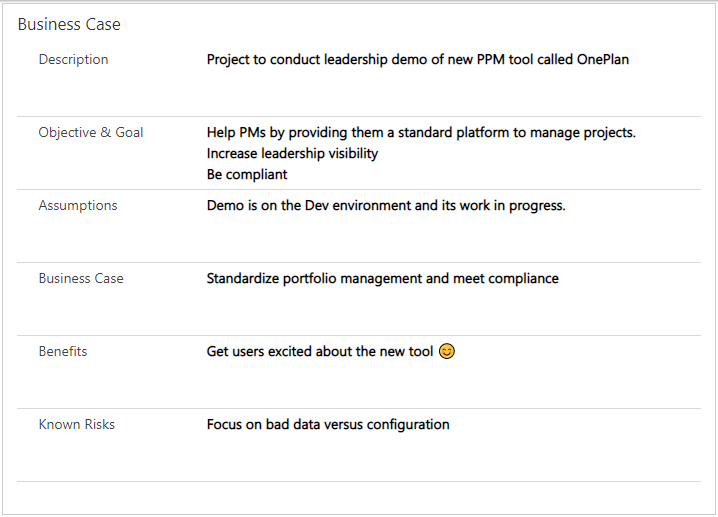 Business Case
Description
Project to conduct leadership demo of new PPM tool called OnePlan
Objective & Goal
Help PMs by providing them a standard platform to manage projects.
Increase leadership visibility
Be compliant
Assumptions
Demo is on the Dev environment and its work in progress.
Business Case
Standardize portfolio management and meet compliance
Benefits
Get users excited about the new tool 😊
Known Risks
Focus on bad data versus configuration